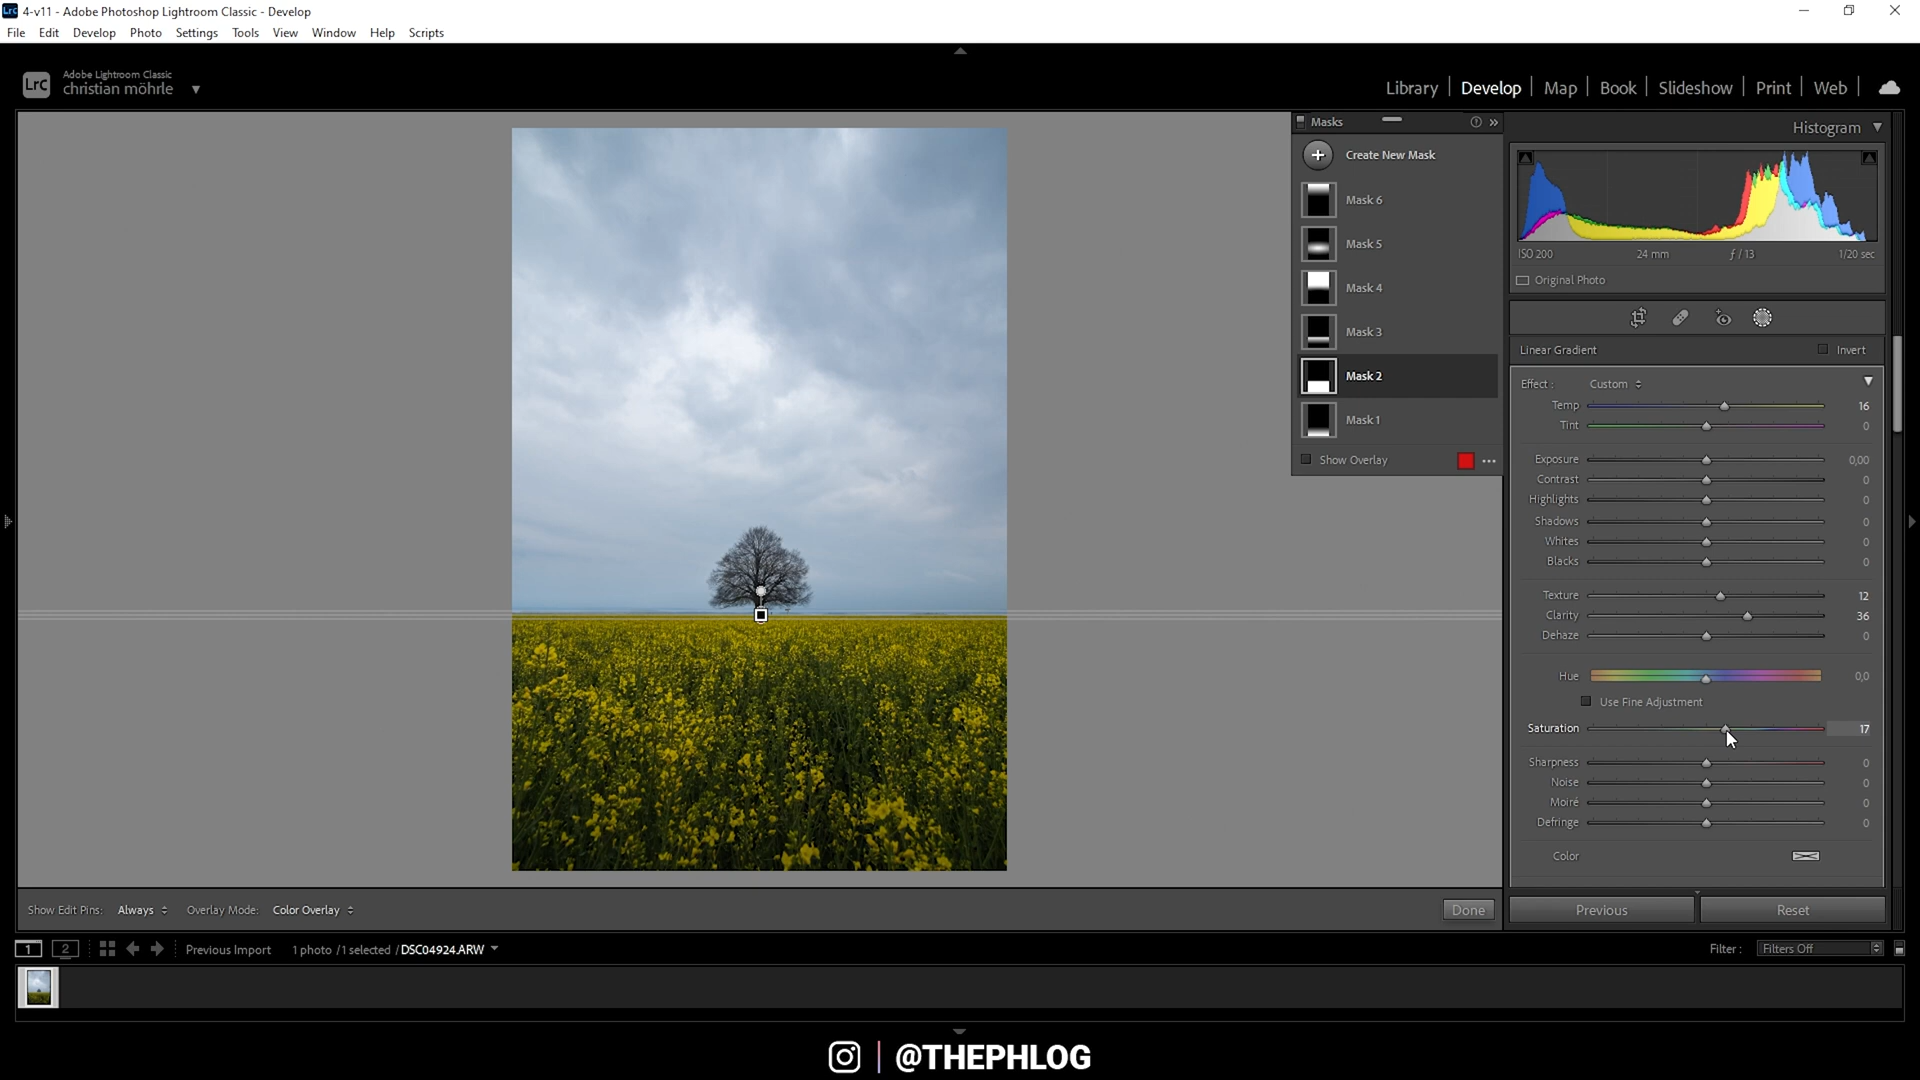 Lrc 4-v11 - Adobe Photoshop Lightroom Classic - Develop
File Edit Develop Photo Settings Tools View Window Help Scripts
Lrc
Adobe Lightroom Classic
christian möhrle
Library | Develop | Map | Book | Slideshow | Print | Web
Masks
Create New Mask
Mask 6
Mask 5
Mask 4
Mask 3
Mask 2
Mask 1
Show Overlay
Histogram
ISO 200 24 mm ƒ / 13 1/20 sec
Original Photo
Linear Gradient Invert
Effect : Custom
Temp 16
Tint 0
Exposure 0,00
Contrast 0
Highlights 0
Shadows 0
Whites 0
Blacks 0
Texture 12
Clarity 36
Dehaze 0
Hue 0,0
Use Fine Adjustment
Saturation 17
Sharpness 0
Noise 0
Moiré 0
Defringe 0
Color
Show Edit Pins: Always Overlay Mode: Color Overlay Done
Previous Reset
1 2 Previous Import 1 photo / 1 selected / DSC04924.ARW Filter : Filters Off
@THEPHLOG